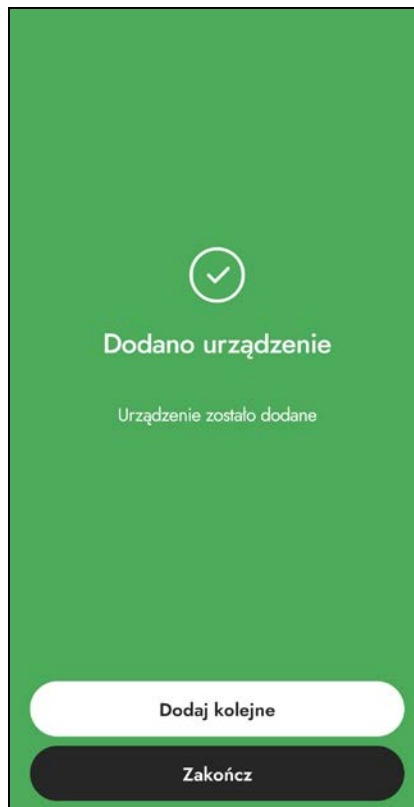 Dodano urządzenie
Urządzenie zostało dodane
Dodaj kolejne
Zakończ